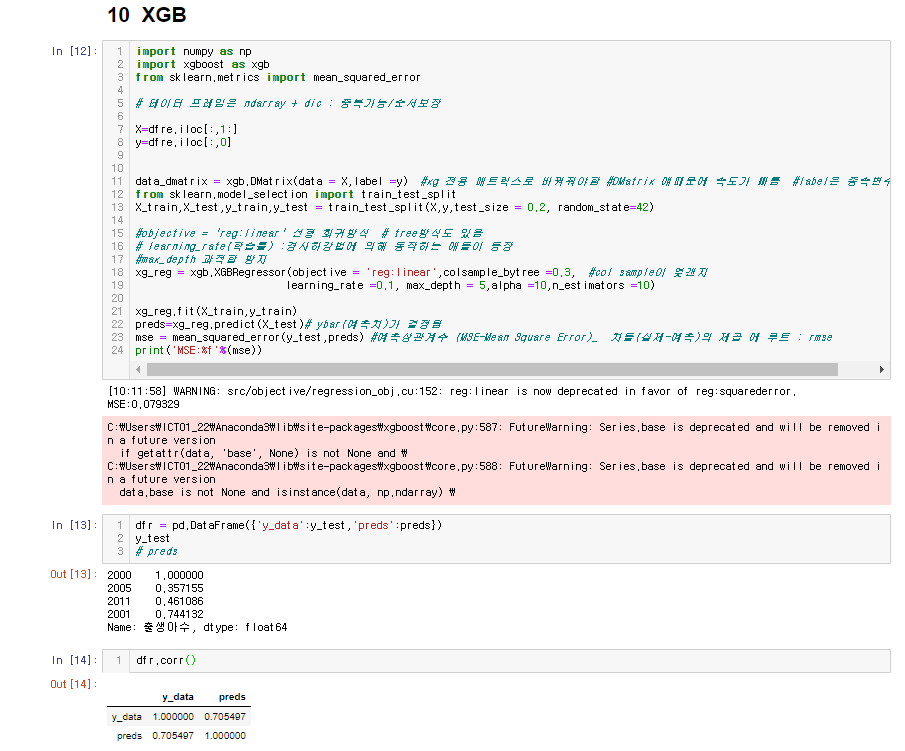 10 XGB
In [12]:
1 import numpy as np
2 import xgboost as xgb
3 from sklearn.metrics import mean_squared_error
4
5 # 데이터 프레임은 ndarray + dic : 중복가능/순서보장
6
7 X=dfre.iloc[:,1:]
8 y=dfre.iloc[:,0]
9
10
11 data_dmatrix = xgb.DMatrix(data = X,label =y) #xg 전용 매트릭스로 바꿔줘야함 #DMatrix 얘때문에 속도가 빠름 #label은 종속변수
12 from sklearn.model_selection import train_test_split
13 X_train,X_test,y_train,y_test = train_test_split(X,y,test_size = 0.2, random_state=42)
14
15 #objective = 'reg:linear' 선형 회귀방식 # tree방식도 있음
16 # learning_rate(학습률) :경사하강법에 의해 동작하는 애들이 등장
17 #max_depth 과적합 방지
18 xg_reg = xgb.XGBRegressor(objective = 'reg:linear',colsample_bytree =0.3, #col sample이 몇갠지
19 learning_rate =0.1, max_depth = 5,alpha =10,n_estimators =10)
20
21 xg_reg.fit(X_train,y_train)
22 preds=xg_reg.predict(X_test)# ybar(예측치)가 결정됨
23 mse = mean_squared_error(y_test,preds) #예측상관계수 (MSE-Mean Square Error)_ 치들(실제-예측)의 제곱 에 루트 : rmse
24 print('MSE:%f'%(mse))
[10:11:58] WARNING: src/objective/regression_obj.cu:152: reg:linear is now deprecated in favor of reg:squarederror.
MSE:0.079329
C:₩Users₩ICT01_22₩Anaconda3₩lib₩site-packages₩xgboost₩core.py:587: FutureWarning: Series.base is deprecated and will be removed i
n a future version
if getattr(data, 'base', None) is not None and ₩
C:₩Users₩ICT01_22₩Anaconda3₩lib₩site-packages₩xgboost₩core.py:588: FutureWarning: Series.base is deprecated and will be removed i
n a future version
data.base is not None and isinstance(data, np.ndarray) ₩
In [13]:
1 dfr = pd.DataFrame({'y_data':y_test,'preds':preds})
2 y_test
3 # preds
Out[13]:
2000 1.000000
2005 0.357155
2011 0.461086
2001 0.744132
Name: 출생아수, dtype: float64
In [14]:
1 dfr.corr()
Out[14]:
y_data preds
y_data 1.000000 0.705497
preds 0.705497 1.000000